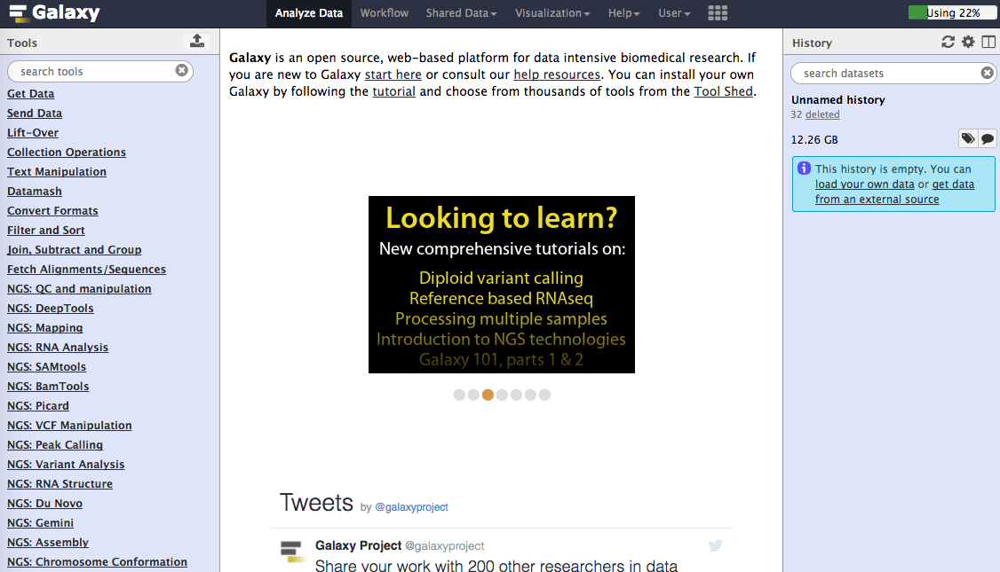 Galaxy
Analyze Data
Workflow
Shared Data
Visualization
Help
User
Using 22%
Tools
search tools
Get Data
Send Data
Lift-Over
Collection Operations
Text Manipulation
Datamash
Convert Formats
Filter and Sort
Join, Subtract and Group
Fetch Alignments/Sequences
NGS: QC and manipulation
NGS: DeepTools
NGS: Mapping
NGS: RNA Analysis
NGS: SAMtools
NGS: BamTools
NGS: Picard
NGS: VCF Manipulation
NGS: Peak Calling
NGS: Variant Analysis
NGS: RNA Structure
NGS: Du Novo
NGS: Gemini
NGS: Assembly
NGS: Chromosome Conformation
Galaxy is an open source, web-based platform for data intensive biomedical research. If
you are new to Galaxy start here or consult our help resources. You can install your own
Galaxy by following the tutorial and choose from thousands of tools from the Tool Shed.
Looking to learn?
New comprehensive tutorials on:
Diploid variant calling
Reference based RNAseq
Processing multiple samples
Introduction to NGS technologies
Galaxy 101, parts 1 & 2
Tweets by @galaxyproject
Galaxy Project @galaxyproject
Share your work with 200 other researchers in data
History
search datasets
Unnamed history
32 deleted
12.26 GB
This history is empty. You can
load your own data or get data
from an external source